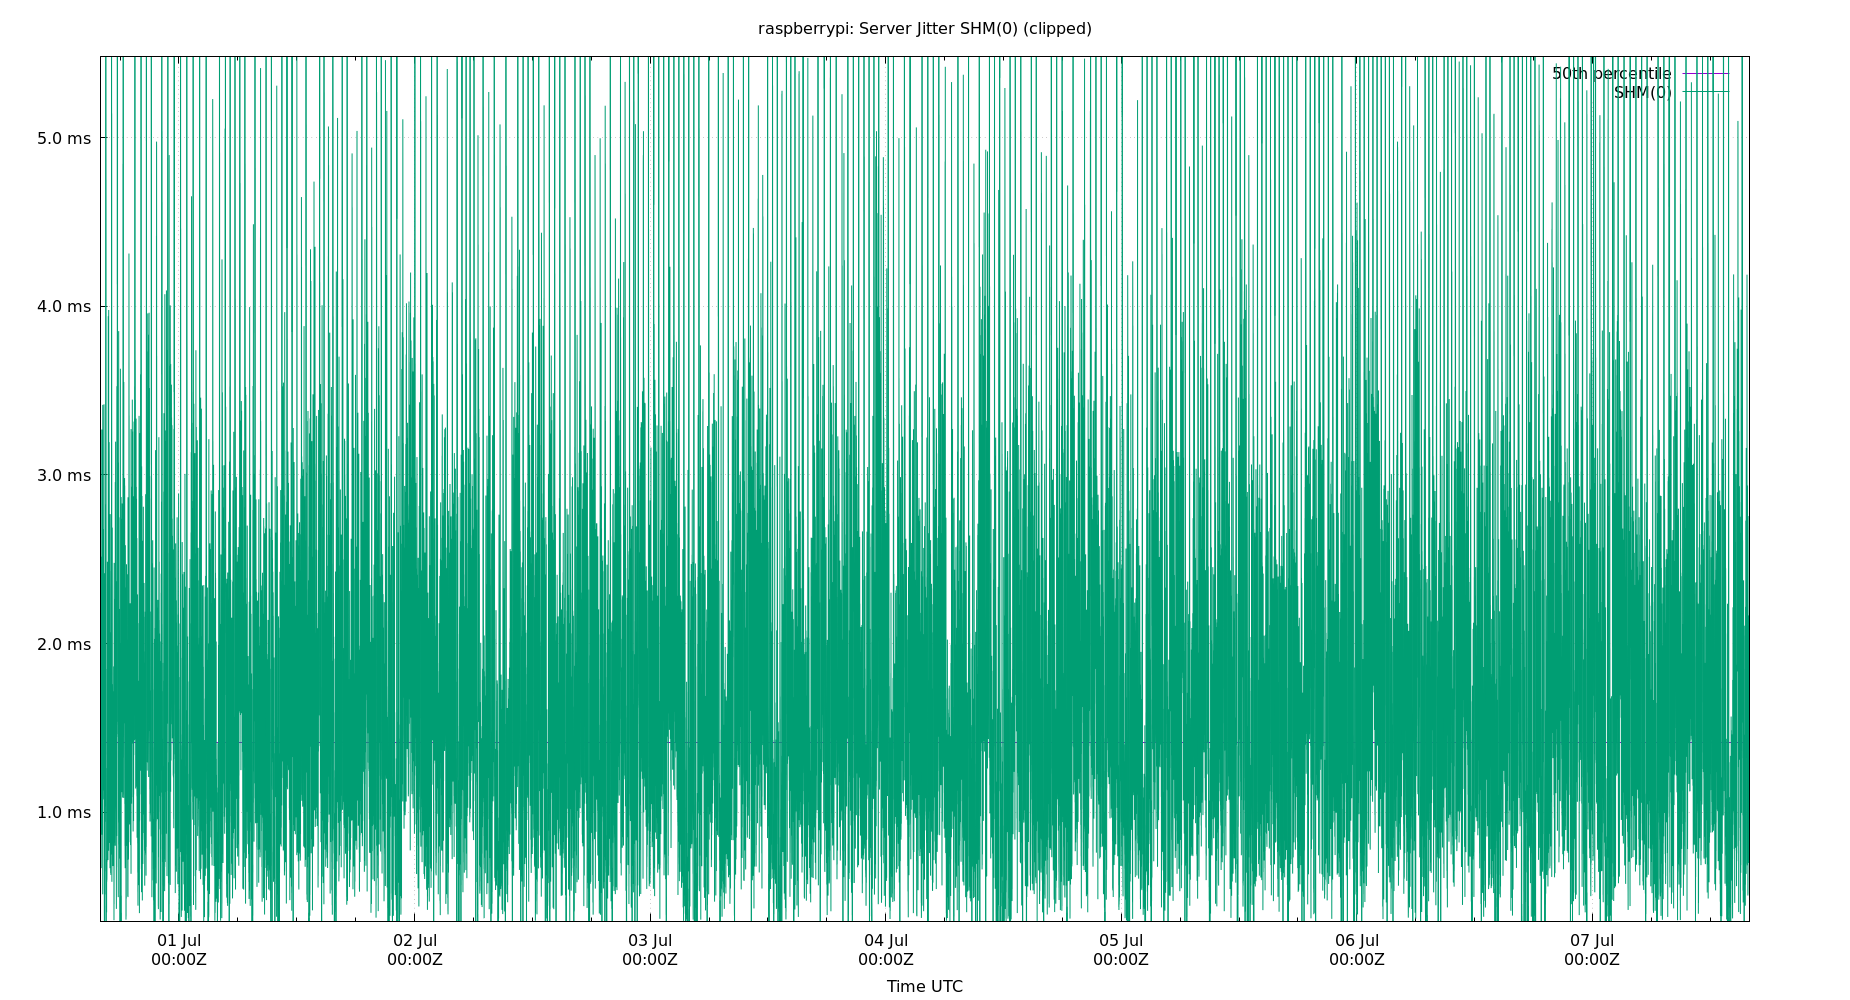 raspberrypi: Server Jitter SHM(0) (clipped)
50th percentile
SHM(0)
5.0 ms
4.0 ms
3.0 ms
2.0 ms
1.0 ms
01 Jul 02 Jul 03 Jul 04 Jul 05 Jul 06 Jul 07 Jul
00:00Z 00:00Z 00:00Z 00:00Z 00:00Z 00:00Z 00:00Z
Time UTC